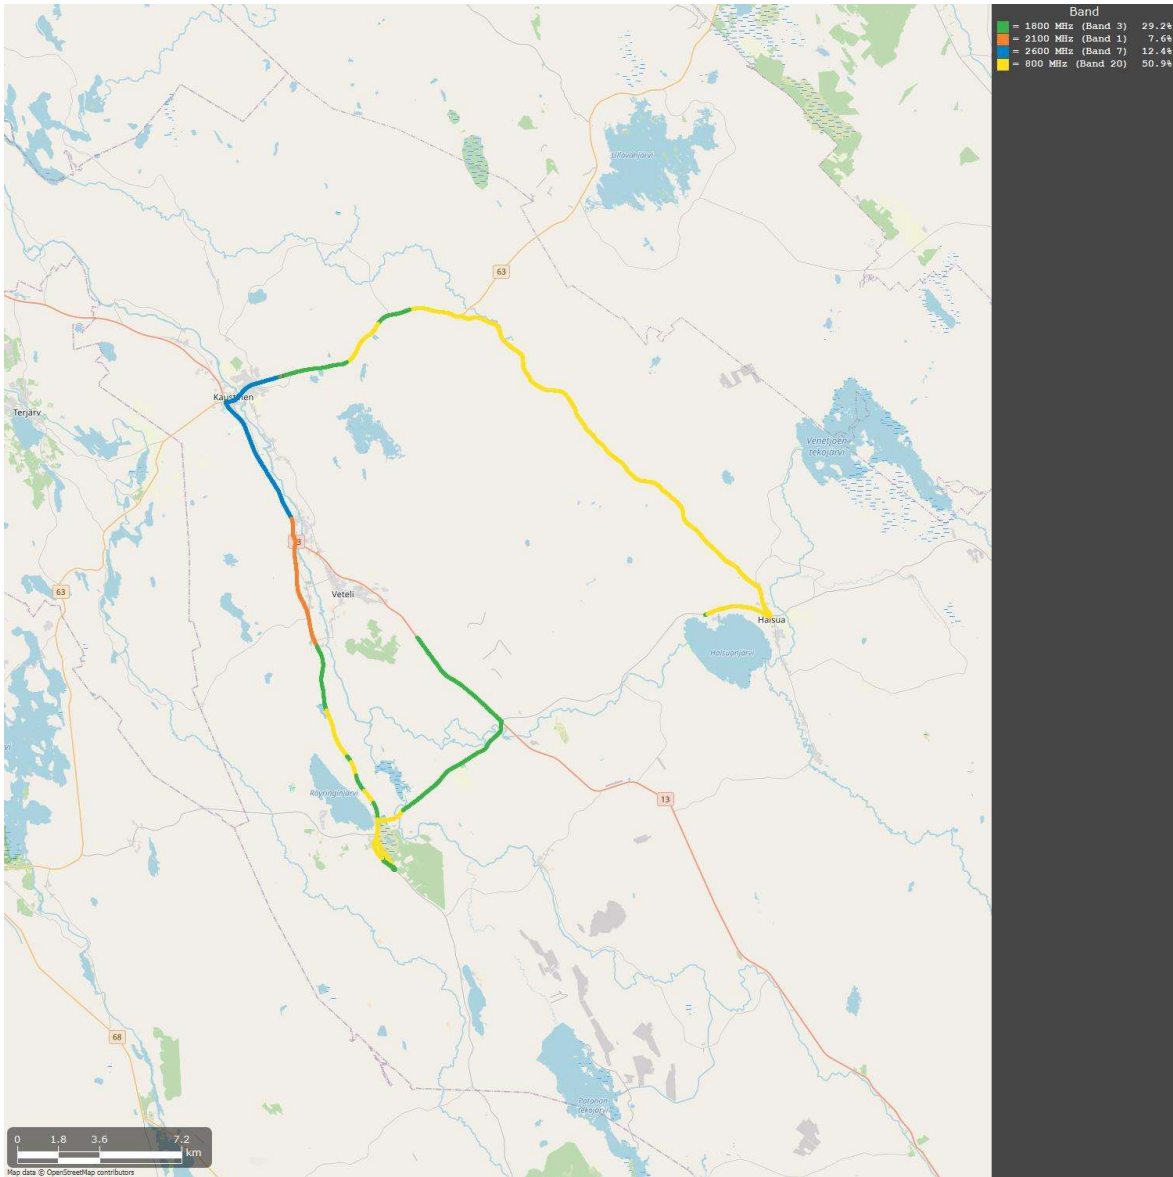 Band
= 1800 MHz (Band 3) 29.2%
= 2100 MHz (Band 1) 7.6%
= 2600 MHz (Band 7) 12.4%
= 800 MHz (Band 20) 50.9%
Ullavanjärvi
63
Kaustinen
Terjärv
Venetjoen
tekojärvi
63
Veteli
Halsua
Halsuanjärvi
Räyringinjärvi
13
68
Patanan
tekojärvi
0 1.8 3.6 7.2
km
Map data © OpenStreetMap contributors